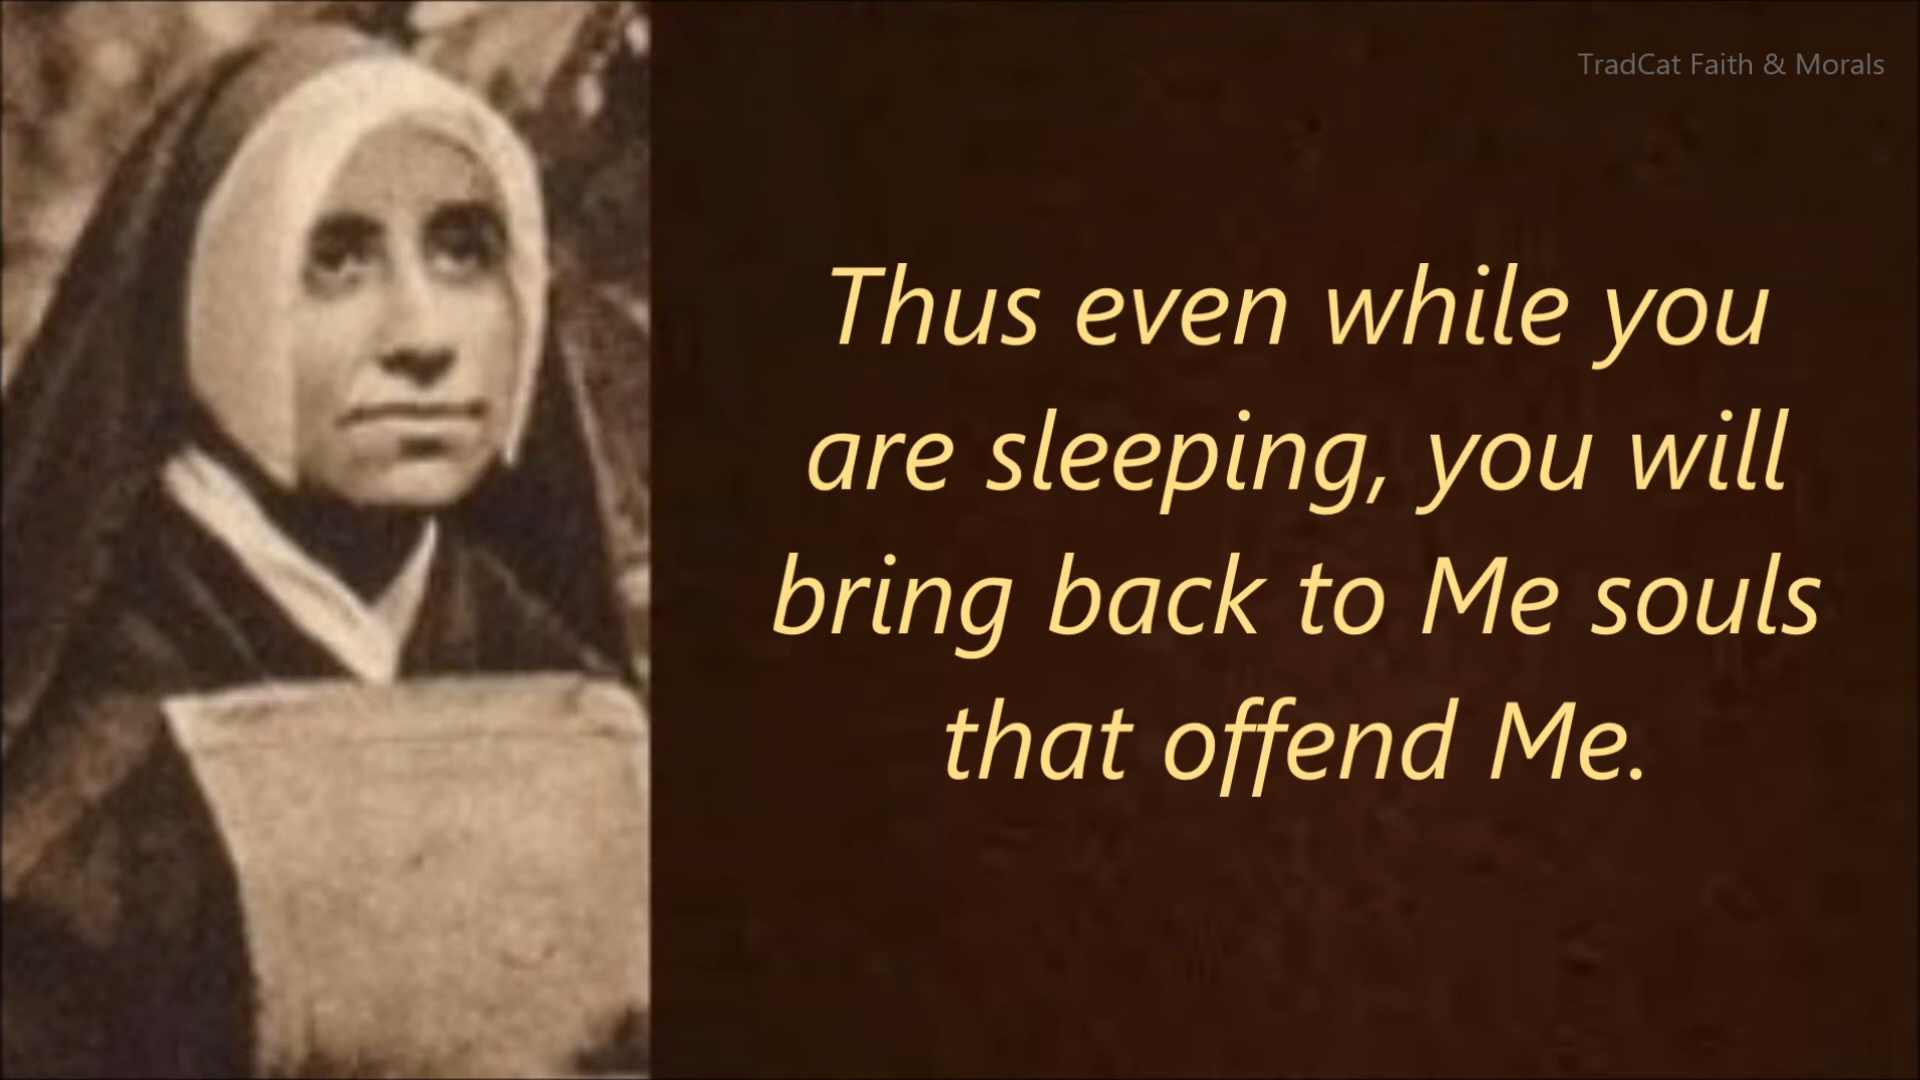 TradCat Faith & Morals
Thus even while you
are sleeping, you will
bring back to Me souls
that offend Me.